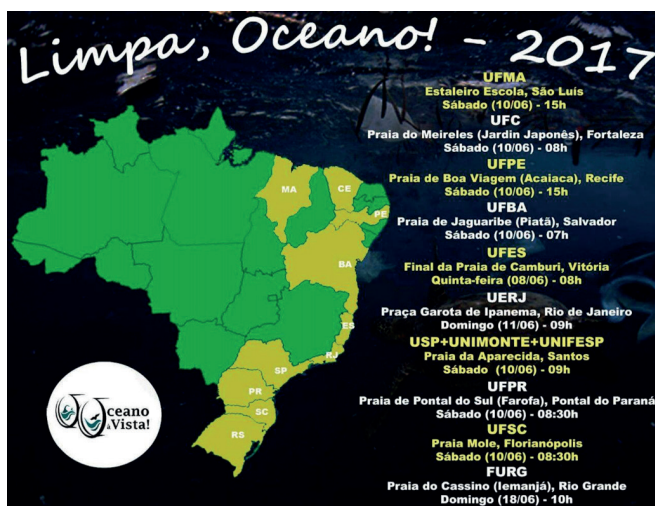 Limpa, Oceano! - 2017
UFMA
Estaleiro Escola, São Luís
Sábado (10/06) - 15h
UFC
Praia do Meireles (Jardin Japonês), Fortaleza
Sábado (10/06) - 08h
UFPE
Praia de Boa Viagem (Acaiaca), Recife
Sábado (10/06) - 15h
UFBA
Praia de Jaguaribe (Piatã), Salvador
Sábado (10/06) - 07h
UFES
Final da Praia de Camburi, Vitória
Quinta-feira (08/06) - 08h
UERJ
Praça Garota de Ipanema, Rio de Janeiro
Domingo (11/06) - 09h
USP+UNIMONTE+UNIFESP
Praia da Aparecida, Santos
Sábado (10/06) - 09h
UFPR
Praia de Pontal do Sul (Farofa), Pontal do Paraná
Sábado (10/06) - 08:30h
UFSC
Praia Mole, Florianópolis
Sábado (10/06) - 08:30h
FURG
Praia do Cassino (Iemanjá), Rio Grande
Domingo (18/06) - 10h
MA
CE
PE
BA
ES
RJ
SP
PR
SC
RS
Oceano
à Vista!